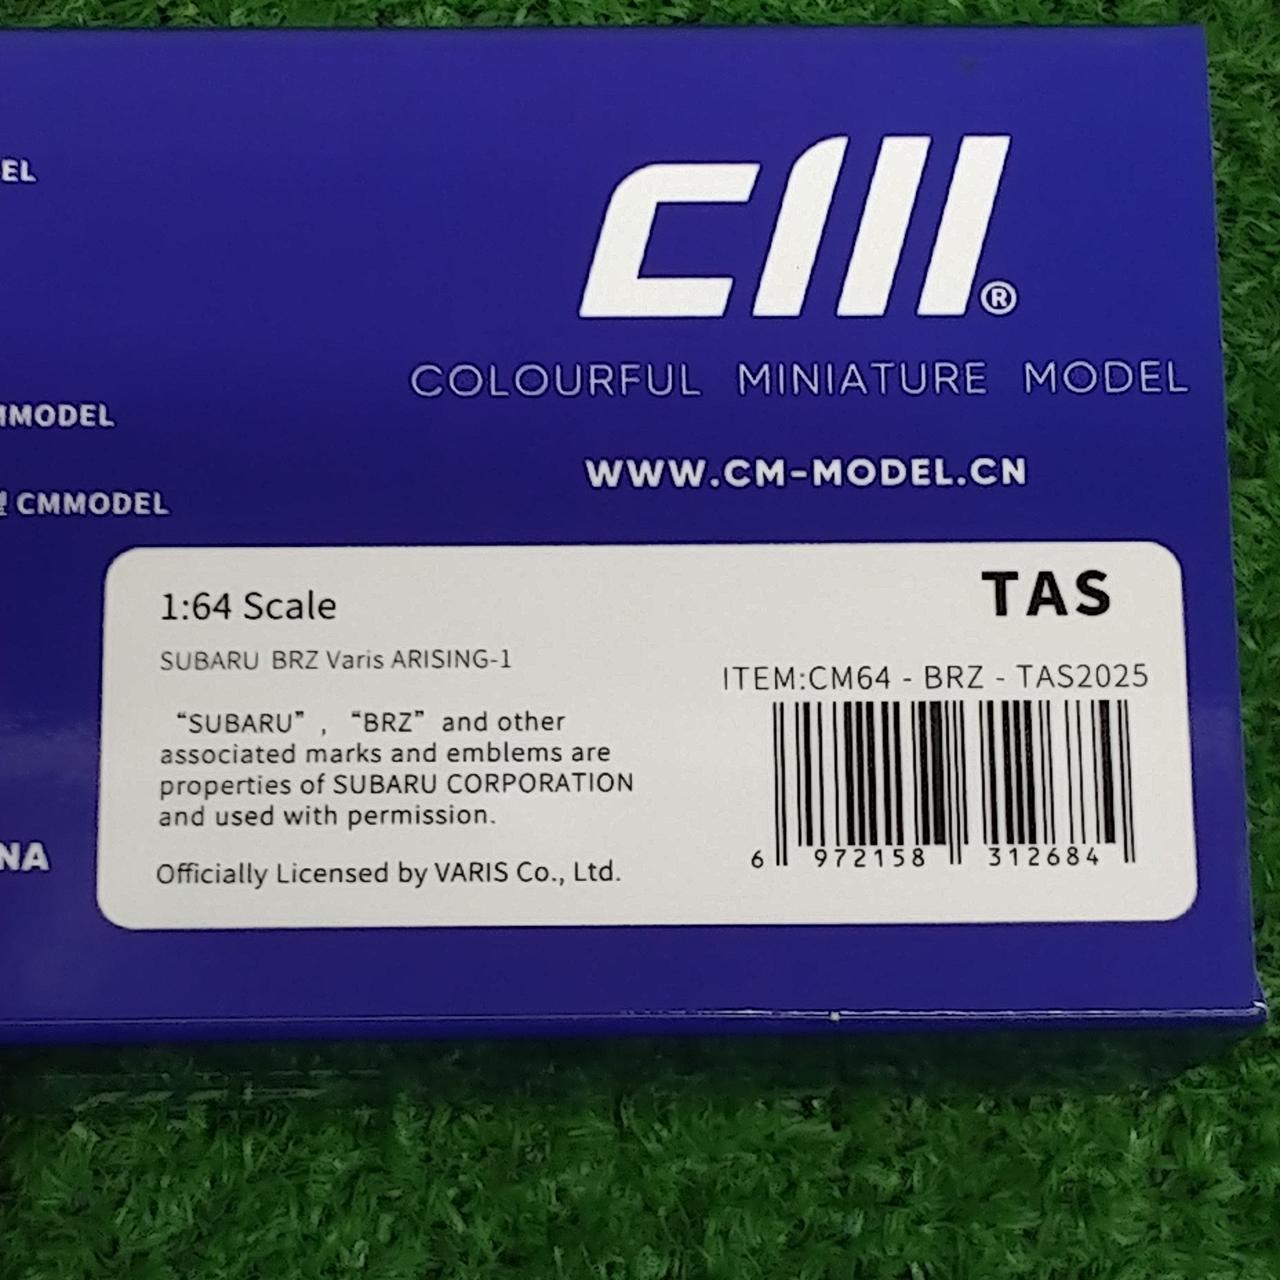 EL
CM®
COLOURFUL MINIATURE MODEL
MMODEL
WWW.CM-MODEL.CN
CMMODEL
1:64 Scale
TAS
SUBARU BRZ Varis ARISING-1
ITEM:CM64 - BRZ - TAS2025
“SUBARU” , “BRZ” and other
associated marks and emblems are
properties of SUBARU CORPORATION
and used with permission.
6 972158 312684
NA
Officially Licensed by VARIS Co., Ltd.